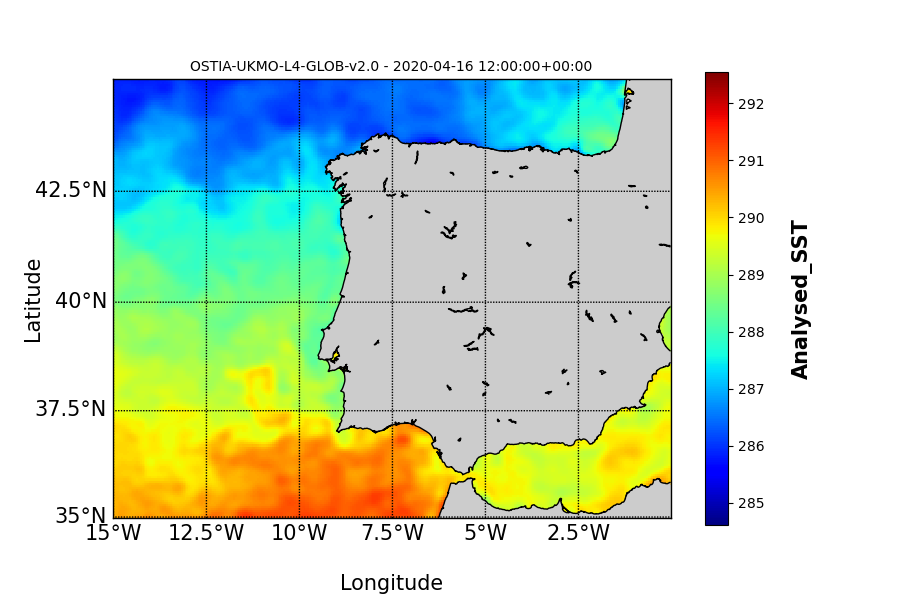 OSTIA-UKMO-L4-GLOB-v2.0 - 2020-04-16 12:00:00+00:00
42.5°N
40°N
37.5°N
35°N
15°W 12.5°W 10°W 7.5°W 5°W 2.5°W
Longitude
Latitude
292
291
290
289
288
287
286
285
Analysed_SST